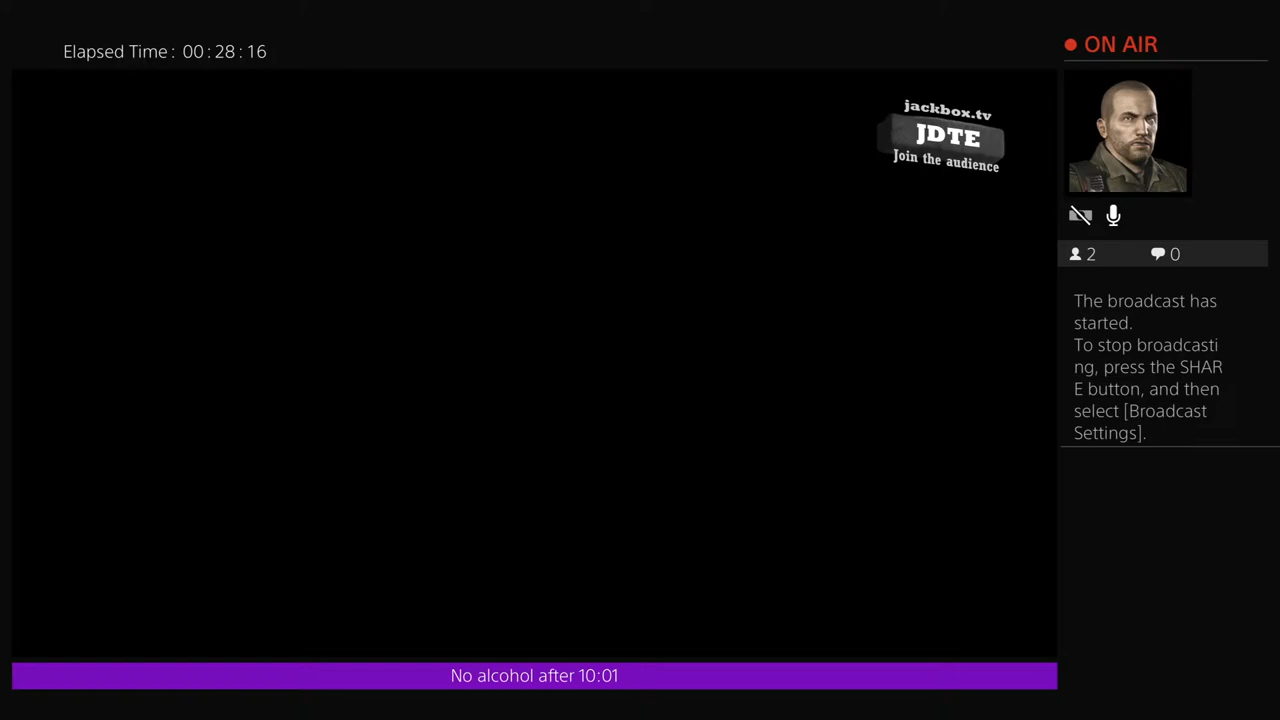 Elapsed Time: 00:28:16
ON AIR
jackbox.tv
JDTE
Join the audience
2
0
The broadcast has
started.
To stop broadcasti
ng, press the SHAR
E button, and then
select [Broadcast
Settings].
No alcohol after 10:01